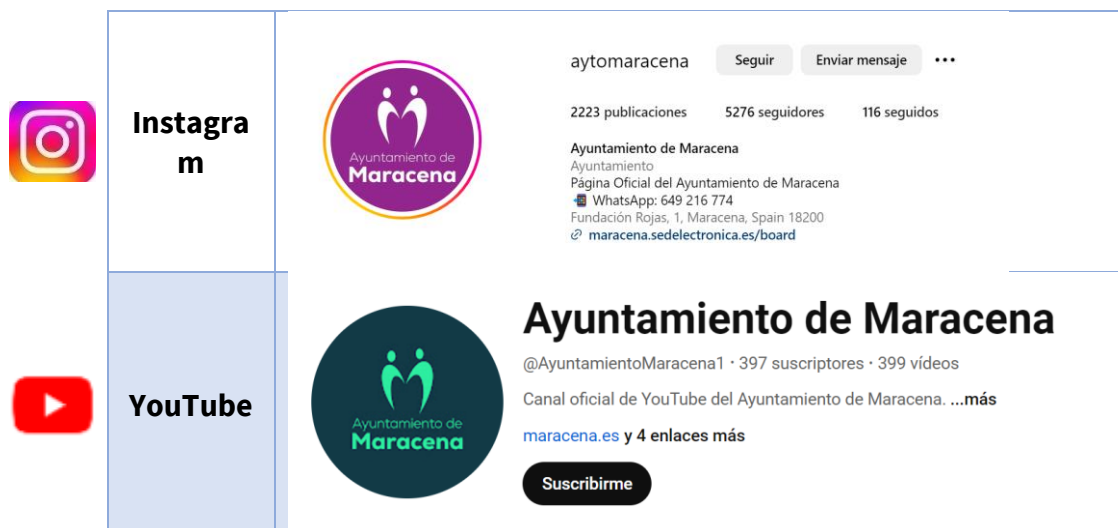 Instagra
m
Ayuntamiento de
Maracena
aytomaracena Seguir Enviar mensaje •••
2223 publicaciones 5276 seguidores 116 seguidos
Ayuntamiento de Maracena
Ayuntamiento
Página Oficial del Ayuntamiento de Maracena
📲 WhatsApp: 649 216 774
Fundación Rojas, 1, Maracena, Spain 18200
maracena.sedelectronica.es/board
YouTube
Ayuntamiento de
Maracena
Ayuntamiento de Maracena
@AyuntamientoMaracena1 · 397 suscriptores · 399 vídeos
Canal oficial de YouTube del Ayuntamiento de Maracena. ...más
maracena.es y 4 enlaces más
Suscribirme